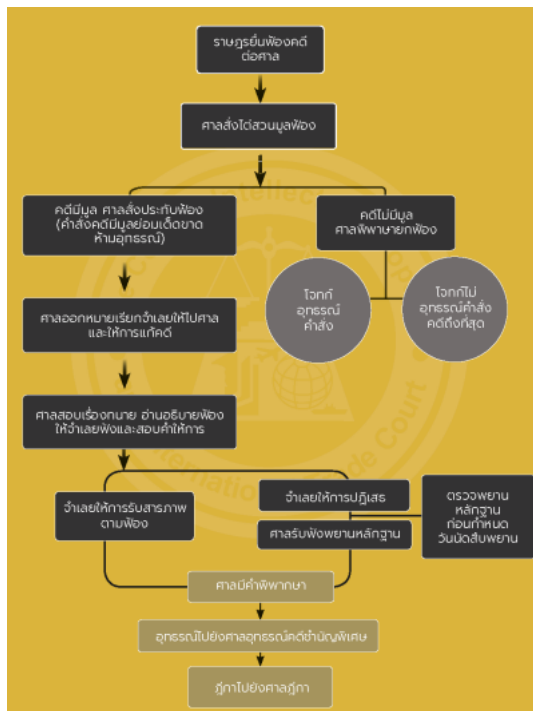 ราษฎรยื่นฟ้องคดี
ต่อศาล
ศาลสั่งไต่สวนมูลฟ้อง
คดีมีมูล ศาลสั่งประทับฟ้อง
(คำสั่งคดีมีมูลย่อมเด็ดขาด
ห้ามอุทธรณ์)
คดีไม่มีมูล
ศาลพิพาษายกฟ้อง
โจทก์
อุทธรณ์
คำสั่ง
โจทก์ไม่
อุทธรณ์คำสั่ง
คดีถึงที่สุด
ศาลออกหมายเรียกจำเลยให้ไปศาล
และให้การแก้คดี
ศาลสอบเรื่องทนาย อ่านอธิบายฟ้อง
ให้จำเลยฟังและสอบคำให้การ
จำเลยให้การรับสารภาพ
ตามฟ้อง
จำเลยให้การปฏิเสธ
ศาลรับฟังพยานหลักฐาน
ตรวจพยาน
หลักฐาน
ก่อนกำหนด
วันนัดสืบพยาน
ศาลมีคำพิพากษา
อุทธรณ์ไปยังศาลอุทธรณ์คดีชำนัญพิเศษ
ฎีกาไปยังศาลฎีกา